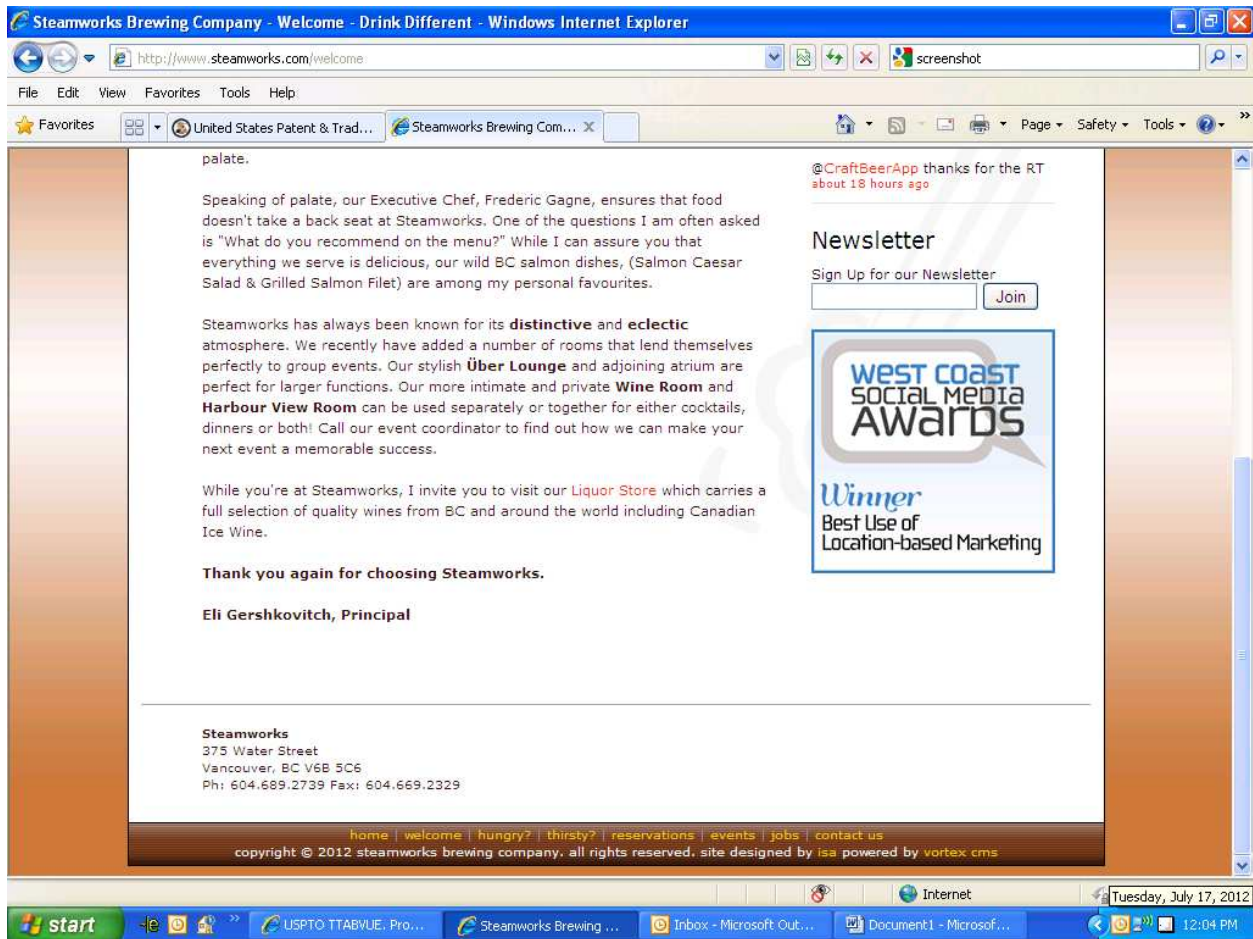 Steamworks Brewing Company - Welcome - Drink Different - Windows Internet Explorer
http://www.steamworks.com/welcome
screenshot
File Edit View Favorites Tools Help
Favorites
United States Patent & Trad...
Steamworks Brewing Com...
Page
Safety
Tools
palate.
Speaking of palate, our Executive Chef, Frederic Gagne, ensures that food
doesn't take a back seat at Steamworks. One of the questions I am often asked
is "What do you recommend on the menu?" While I can assure you that
everything we serve is delicious, our wild BC salmon dishes, (Salmon Caesar
Salad & Grilled Salmon Filet) are among my personal favourites.
Steamworks has always been known for its distinctive and eclectic
atmosphere. We recently have added a number of rooms that lend themselves
perfectly to group events. Our stylish Über Lounge and adjoining atrium are
perfect for larger functions. Our more intimate and private Wine Room and
Harbour View Room can be used separately or together for either cocktails,
dinners or both! Call our event coordinator to find out how we can make your
next event a memorable success.
While you're at Steamworks, I invite you to visit our Liquor Store which carries a
full selection of quality wines from BC and around the world including Canadian
Ice Wine.
Thank you again for choosing Steamworks.
Eli Gershkovitch, Principal
@CraftBeerApp thanks for the RT
about 18 hours ago
Newsletter
Sign Up for our Newsletter
Join
WEST COAST
SOCIAL MEDIA
AWARDS
Winner
Best Use of
Location-based Marketing
Steamworks
375 Water Street
Vancouver, BC V6B 5C6
Ph: 604.689.2739 Fax: 604.669.2329
home | welcome | hungry? | thirsty? | reservations | events | jobs | contact us
copyright © 2012 steamworks brewing company. all rights reserved. site designed by isa powered by vortex cms
Internet
Tuesday, July 17, 2012
start
USPTO TTABVUE. Pro...
Steamworks Brewing ...
Inbox - Microsoft Out...
Document1 - Microsof...
12:04 PM